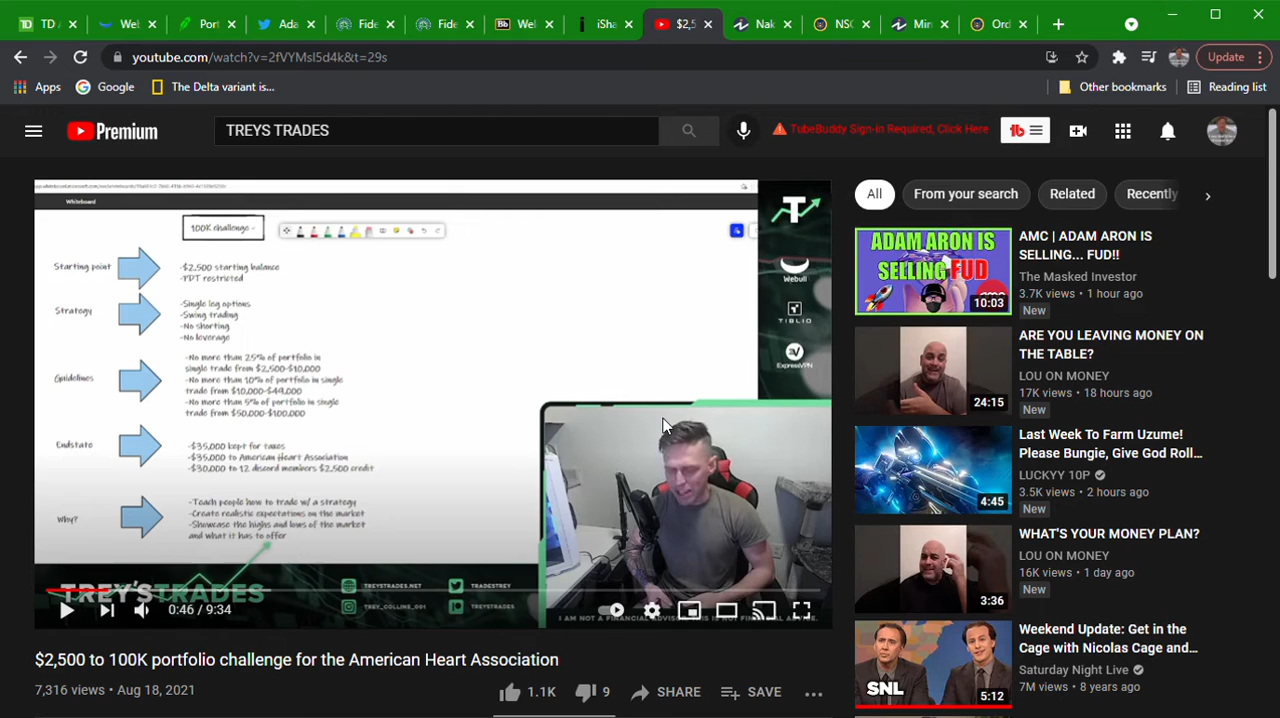 TD A
Wel
Port
Ada
Fide
Fide
Bb
Wel
iSha
$2,5
Nak
NSC
Min
Ord
youtube.com/watch?v=2fVYMsl5d4k&t=29s
Update
Apps
Google
The Delta variant is...
Other bookmarks
Reading list
Premium
TREYS TRADES
TubeBuddy Sign-in Required, Click Here
tb
Whiteboard
100K challenge -
Starting point
-$2,500 starting balance
-PDT restricted
Strategy
-Single leg options
-Swing trading
-No shorting
-No leverage
Guidelines
-No more than 25% of portfolio in
single trade from $2,500-$10,000
-No more than 10% of portfolio in single
trade from $10,000-$49,000
-No more than 5% of portfolio in single
trade from $50,000-$100,000
Endstate
-$35,000 kept for taxes
-$35,000 to American Heart Association
-$30,000 to 12 discord members $2,500 credit
Why?
-Teach people how to trade w/ a strategy
-Create realistic expectations on the market
-Showcase the highs and lows of the market
and what it has to offer
T
Webull
TIBLIO
ExpressVPN
TREY'STRADES
TREYSTRADES.NET
TRADESTREY
TREY_COLLINS_001
TREYSTRADES
I AM NOT A FINANCIAL ADVISOR. THIS IS NOT FINANCIAL ADVICE.
0:46 / 9:34
$2,500 to 100K portfolio challenge for the American Heart Association
7,316 views • Aug 18, 2021
1.1K
9
SHARE
SAVE
All
From your search
Related
Recently
ADAM ARON IS
SELLING FUD
10:03
AMC | ADAM ARON IS
SELLING... FUD!!
The Masked Investor
3.7K views • 1 hour ago
New
24:15
ARE YOU LEAVING MONEY ON
THE TABLE?
LOU ON MONEY
17K views • 18 hours ago
New
4:45
Last Week To Farm Uzume!
Please Bungie, Give God Roll...
LUCKYY 10P
3.5K views • 2 hours ago
New
3:36
WHAT'S YOUR MONEY PLAN?
LOU ON MONEY
16K views • 1 day ago
New
SNL
5:12
Weekend Update: Get in the
Cage with Nicolas Cage and...
Saturday Night Live
7M views • 8 years ago